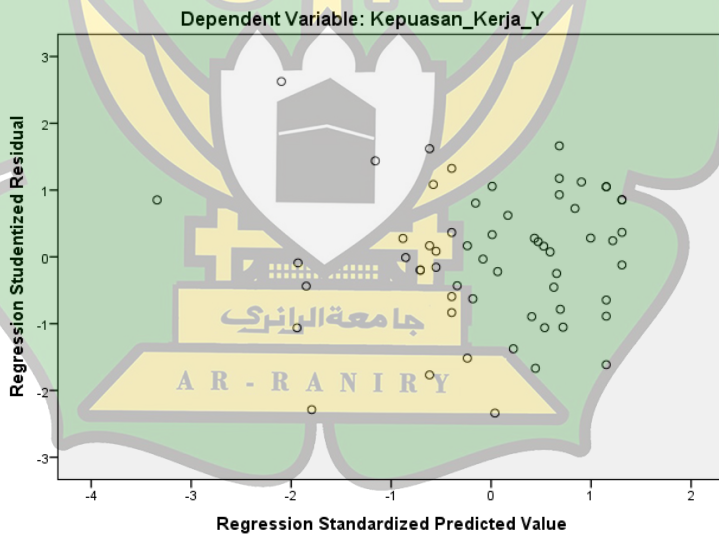 Dependent Variable: Kepuasan_Kerja_Y
Regression Studentized Residual
3
2
1
0
-1
-2
-3
جامعةالرانري
AR-RANIRY
-4 -3 -2 -1 0 1 2
Regression Standardized Predicted Value